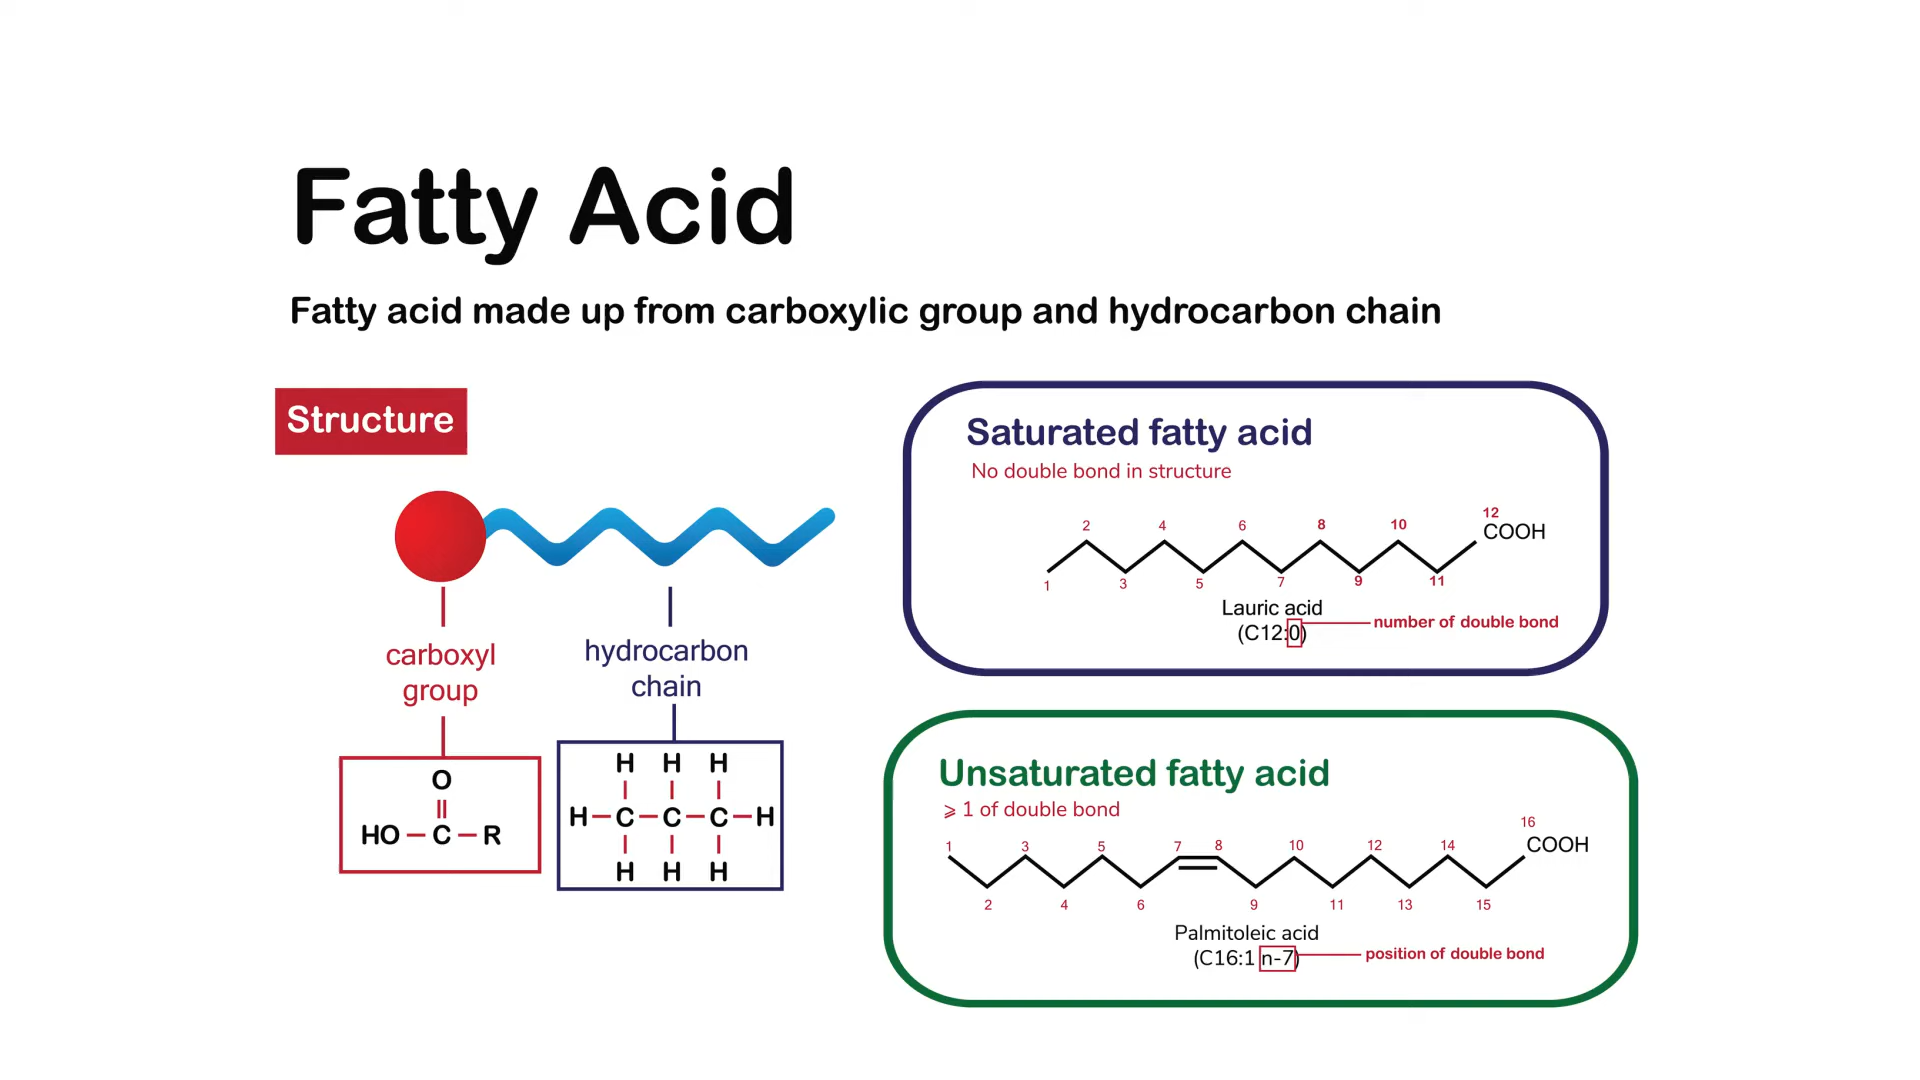 Fatty Acid
Fatty acid made up from carboxylic group and hydrocarbon chain
Structure
carboxyl
group
O
HO C R
hydrocarbon
chain
H H H
H C C C H
H H H
Saturated fatty acid
No double bond in structure
2 4 6 8 10 12
COOH
1 3 5 7 9 11
Lauric acid
(C12:0)
number of double bond
Unsaturated fatty acid
⩾ 1 of double bond
16
COOH
1 3 5 7 8 10 12 14
2 4 6 9 11 13 15
Palmitoleic acid
(C16:1 n-7)
position of double bond